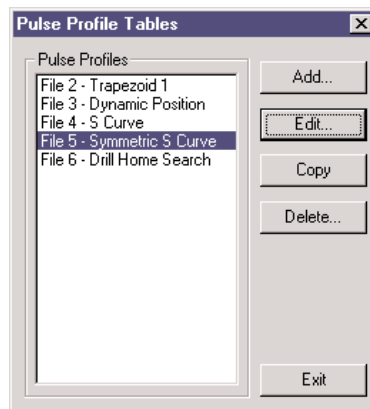 Pulse Profile Tables
Pulse Profiles
File 2 - Trapezoid 1
File 3 - Dynamic Position
File 4 - S Curve
File 5 - Symmetric S Curve
File 6 - Drill Home Search
Add...
Edit...
Copy
Delete...
Exit